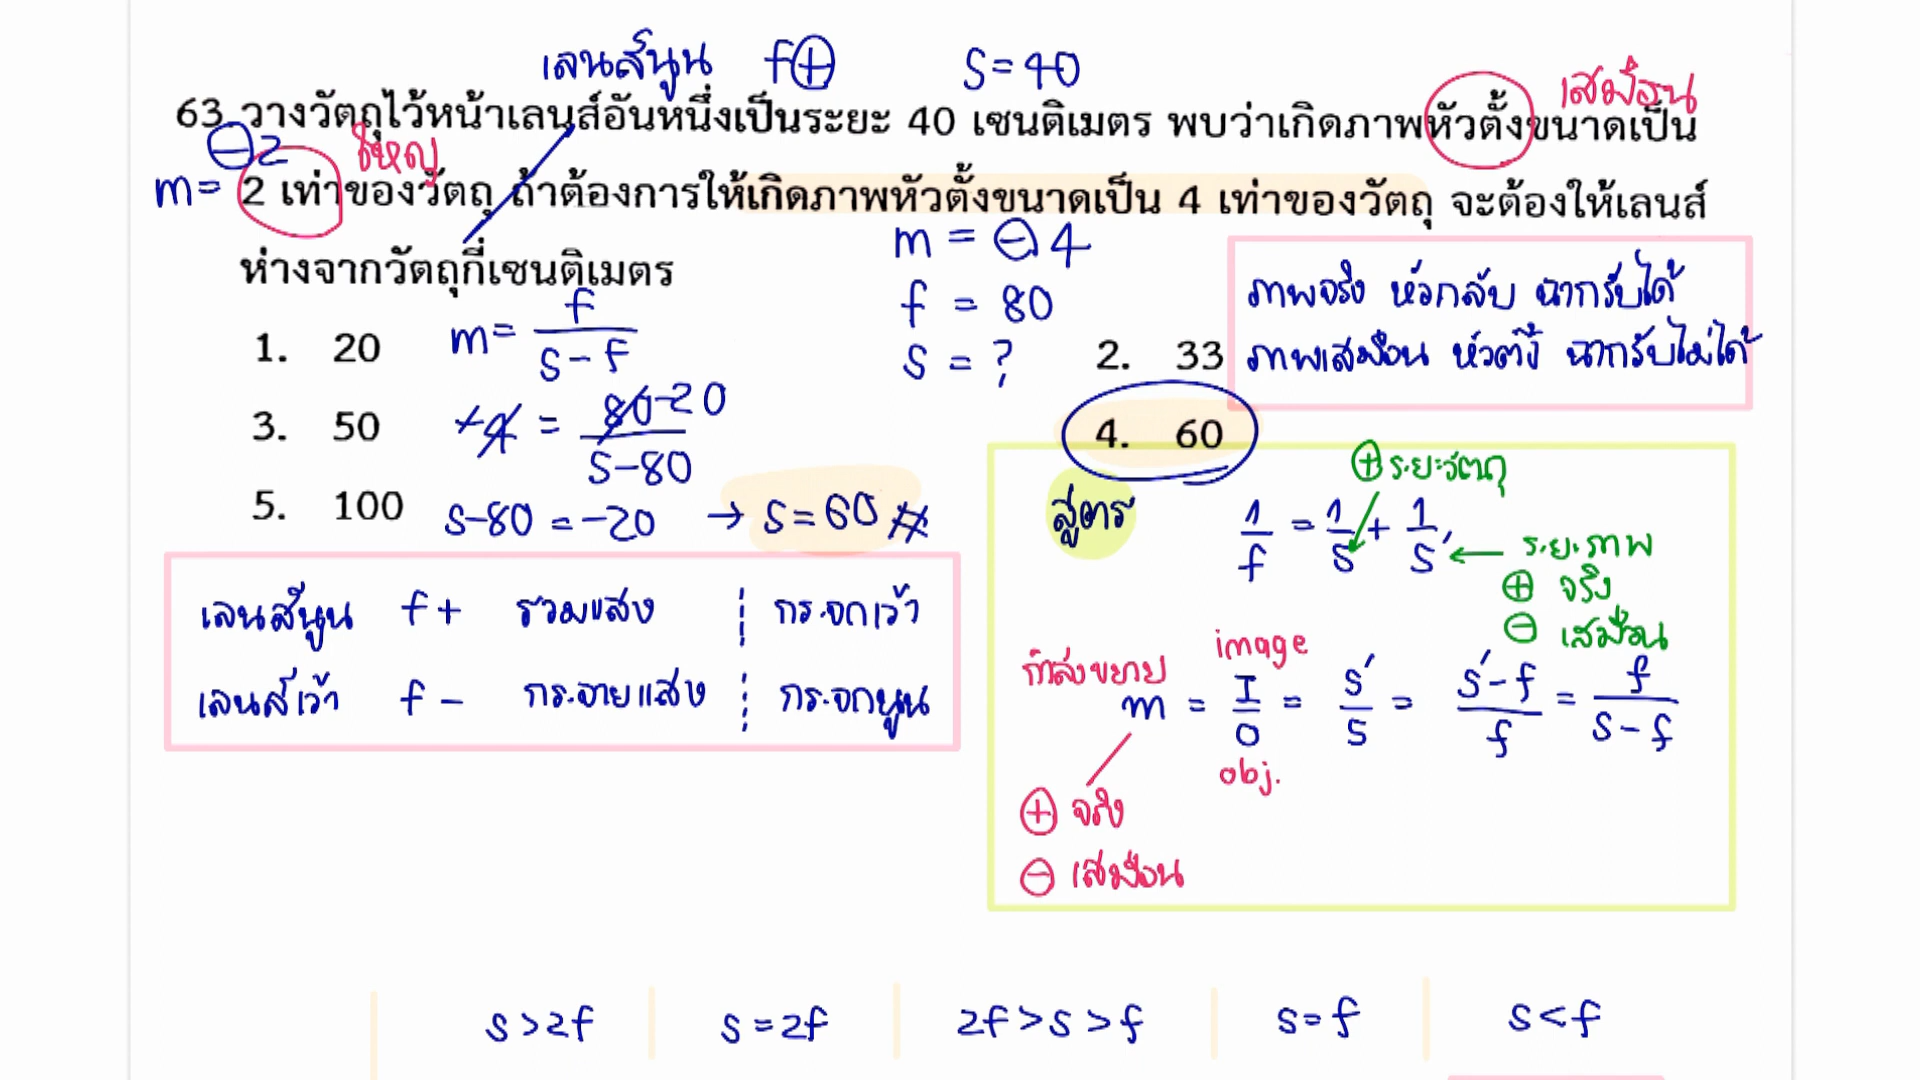 เลนส์นูน f⊕ s=40
เสมือน
63 วางวัตถุไว้หน้าเลนส์อันหนึ่งเป็นระยะ 40 เซนติเมตร พบว่าเกิดภาพหัวตั้งขนาดเป็น
⊖2 ใหญ่
m= 2 เท่าของวัตถุ ถ้าต้องการให้เกิดภาพหัวตั้งขนาดเป็น 4 เท่าของวัตถุ จะต้องให้เลนส์
ห่างจากวัตถุกี่เซนติเมตร
m = ⊖4
f = 80
s = ?
ภาพจริง หัวกลับ ฉากรับได้
ภาพเสมือน หัวตั้ง ฉากรับไม่ได้
1. 20
2. 33
3. 50
4. 60
5. 100
m = f/(s-f)
-4 = 80/(s-80) -20
s-80 = -20 → s=60 #
เลนส์นูน f+ รวมแสง กระจกเว้า
เลนส์เว้า f- กระจายแสง กระจกนูน
⊕ระยะวัตถุ
สูตร 1/f = 1/s + 1/s' ← ระยะภาพ
⊕ จริง
⊖ เสมือน
กำลังขยาย image
m = I/O = s'/s = (s'-f)/f = f/(s-f)
obj.
⊕ จริง
⊖ เสมือน
s>2f s=2f 2f>s>f s=f s<f